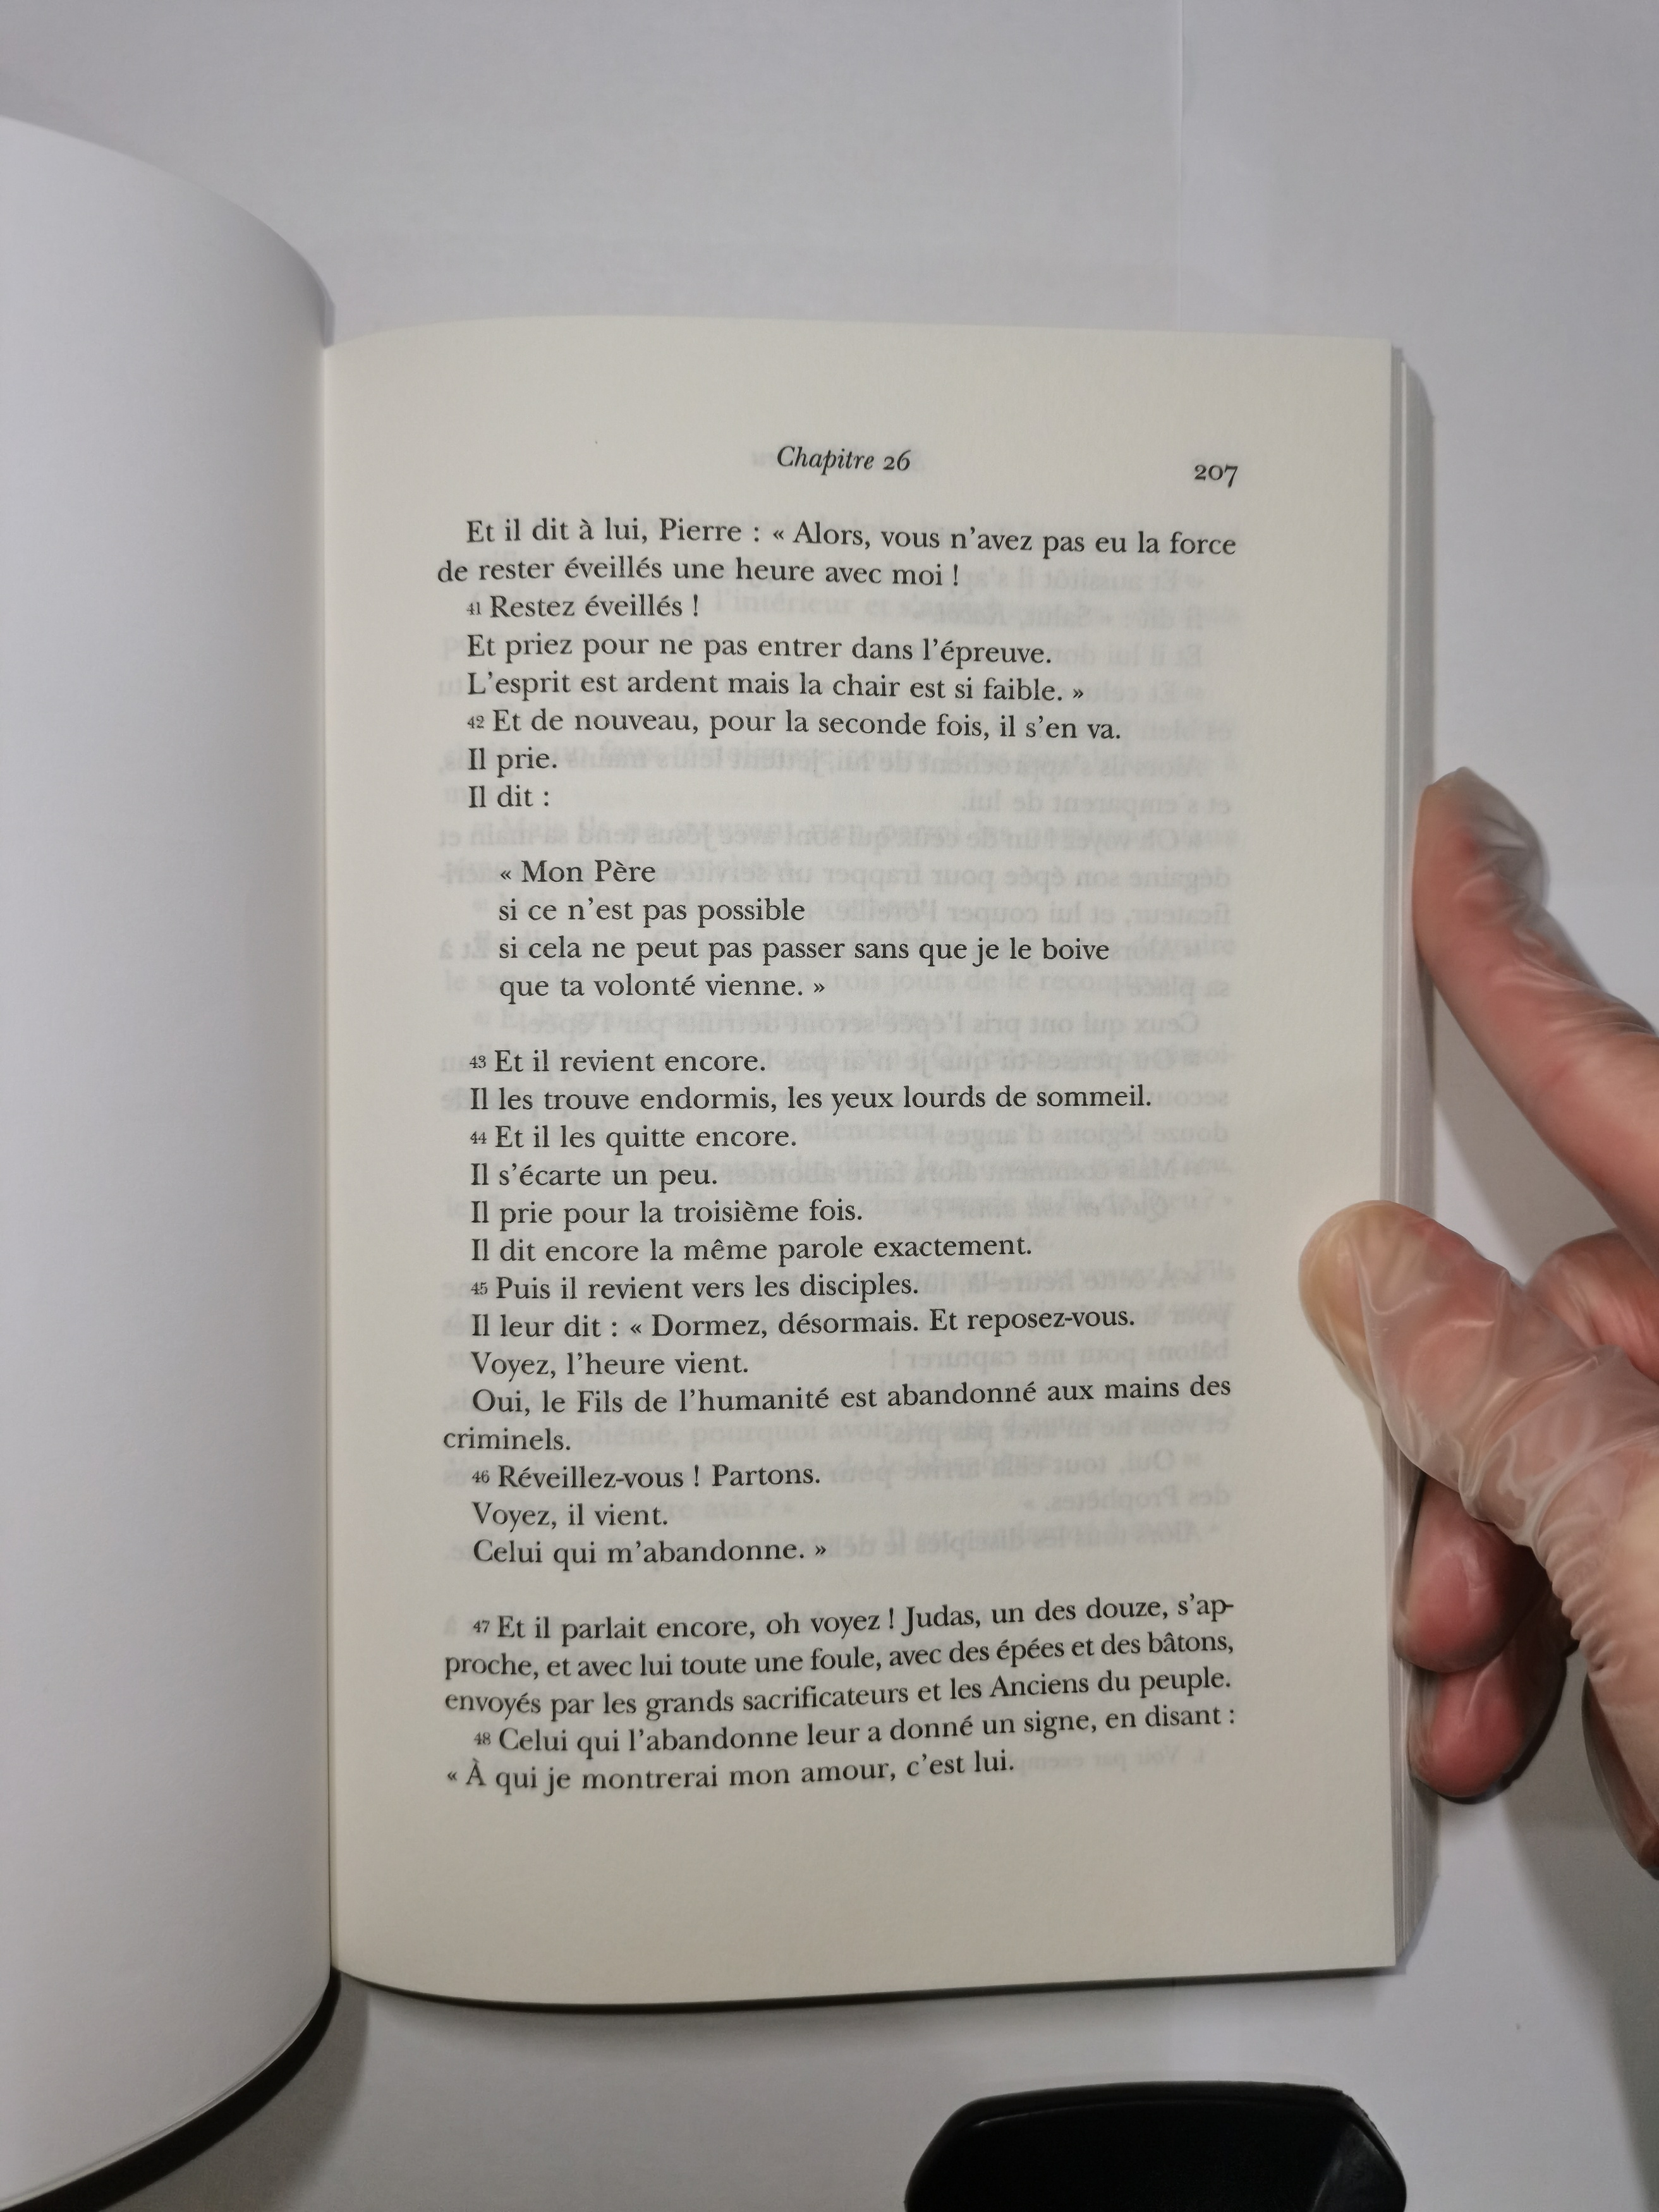 Chapitre 26
207
Et il dit à lui, Pierre : « Alors, vous n'avez pas eu la force
de rester éveillés une heure avec moi !
41 Restez éveillés !
Et priez pour ne pas entrer dans l'épreuve.
L'esprit est ardent mais la chair est si faible. »
42 Et de nouveau, pour la seconde fois, il s'en va.
Il prie.
Il dit :
« Mon Père
si ce n'est pas possible
si cela ne peut pas passer sans que je le boive
que ta volonté vienne. »
43 Et il revient encore.
Il les trouve endormis, les yeux lourds de sommeil.
44 Et il les quitte encore.
Il s'écarte un peu.
Il prie pour la troisième fois.
Il dit encore la même parole exactement.
45 Puis il revient vers les disciples.
Il leur dit : « Dormez, désormais. Et reposez-vous.
Voyez, l'heure vient.
Oui, le Fils de l'humanité est abandonné aux mains des
criminels.
46 Réveillez-vous ! Partons.
Voyez, il vient.
Celui qui m'abandonne. »
47 Et il parlait encore, oh voyez ! Judas, un des douze, s'ap-
proche, et avec lui toute une foule, avec des épées et des bâtons,
envoyés par les grands sacrificateurs et les Anciens du peuple.
48 Celui qui l'abandonne leur a donné un signe, en disant :
« À qui je montrerai mon amour, c'est lui.